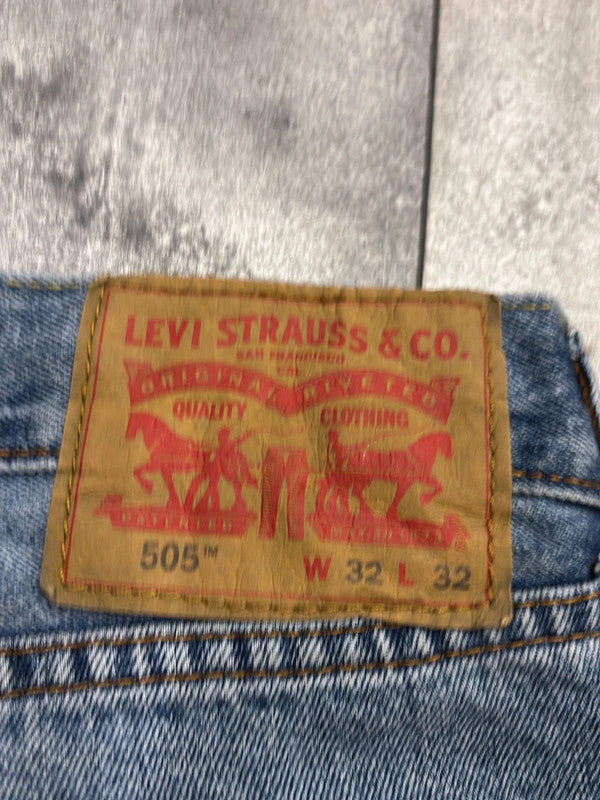 LEVI STRAUSS & CO.
SAN FRANCISCO
CAL
ORIGINAL RIVETED
QUALITY CLOTHING
505™ W 32 L 32